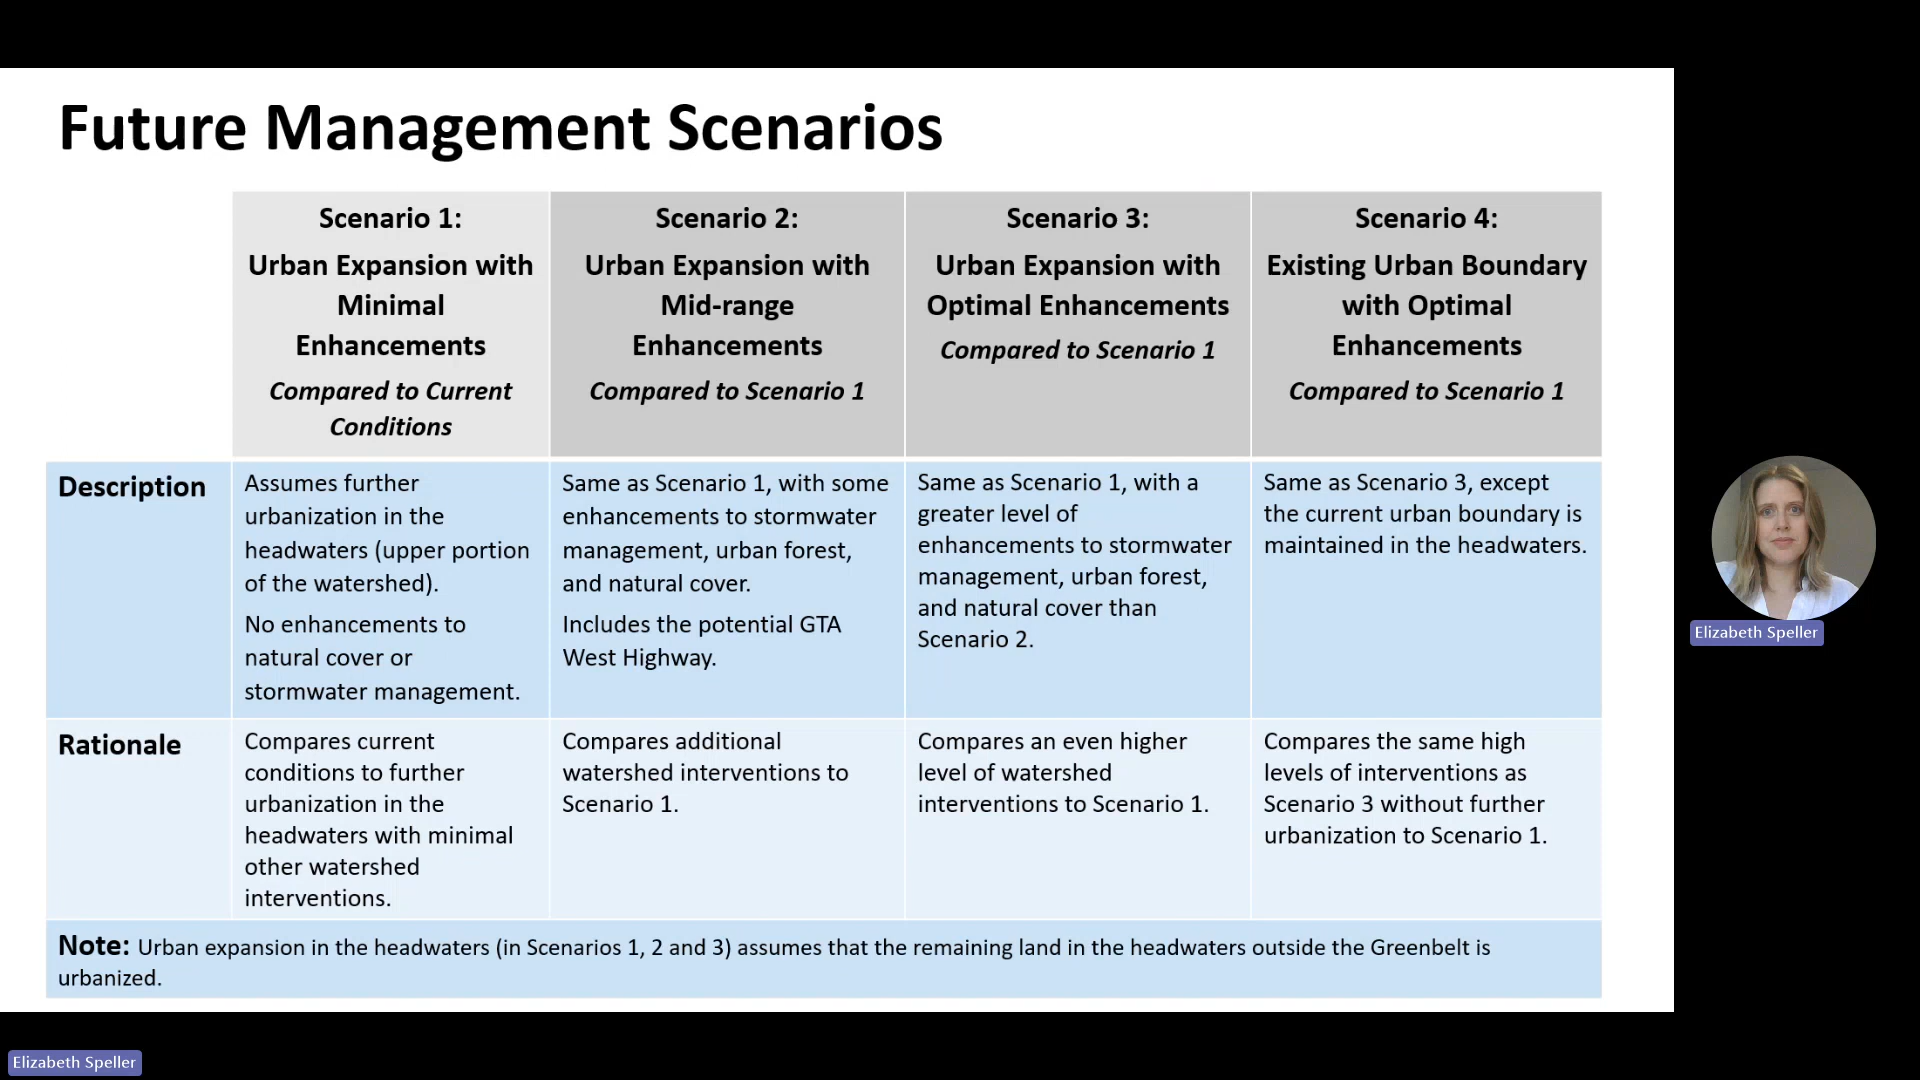 Future Management Scenarios
Scenario 1:
Urban Expansion with
Minimal
Enhancements
Compared to Current
Conditions
Scenario 2:
Urban Expansion with
Mid-range
Enhancements
Compared to Scenario 1
Scenario 3:
Urban Expansion with
Optimal Enhancements
Compared to Scenario 1
Scenario 4:
Existing Urban Boundary
with Optimal
Enhancements
Compared to Scenario 1
Description
Assumes further
urbanization in the
headwaters (upper portion
of the watershed).
No enhancements to
natural cover or
stormwater management.
Same as Scenario 1, with some
enhancements to stormwater
management, urban forest,
and natural cover.
Includes the potential GTA
West Highway.
Same as Scenario 1, with a
greater level of
enhancements to stormwater
management, urban forest,
and natural cover than
Scenario 2.
Same as Scenario 3, except
the current urban boundary is
maintained in the headwaters.
Rationale
Compares current
conditions to further
urbanization in the
headwaters with minimal
other watershed
interventions.
Compares additional
watershed interventions to
Scenario 1.
Compares an even higher
level of watershed
interventions to Scenario 1.
Compares the same high
levels of interventions as
Scenario 3 without further
urbanization to Scenario 1.
Note: Urban expansion in the headwaters (in Scenarios 1, 2 and 3) assumes that the remaining land in the headwaters outside the Greenbelt is
urbanized.
Elizabeth Speller
Elizabeth Speller